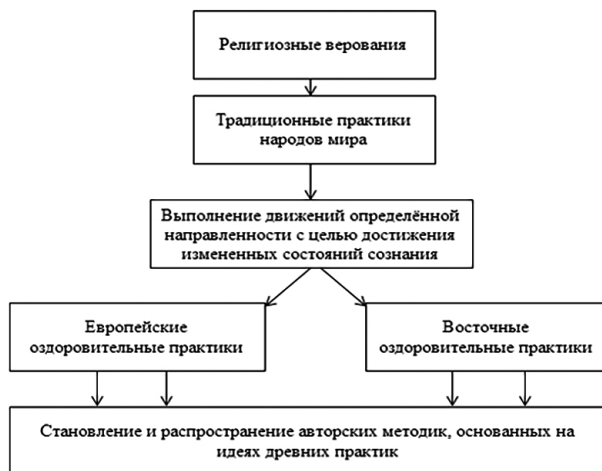 Религиозные верования
Традиционные практики
народов мира
Выполнение движений определённой
направленности с целью достижения
измененных состояний сознания
Европейские
оздоровительные практики
Восточные
оздоровительные практики
Становление и распространение авторских методик, основанных на
идеях древних практик